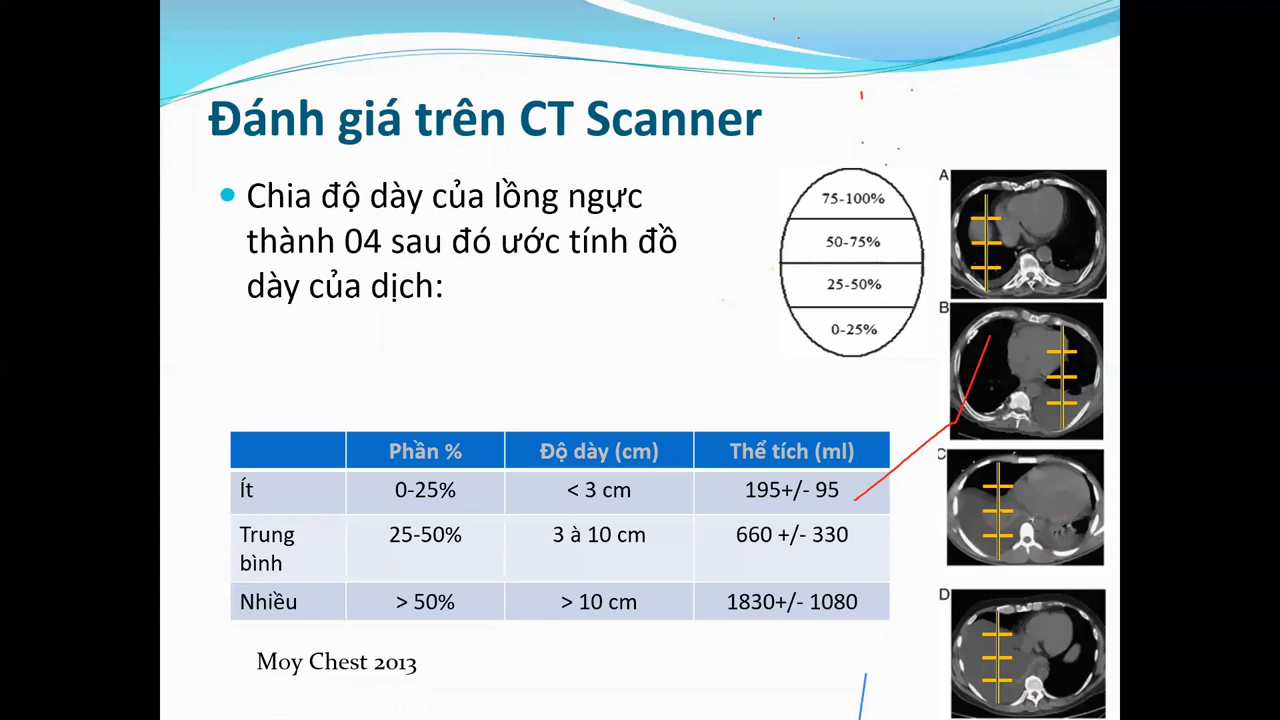 Đánh giá trên CT Scanner
Chia độ dày của lồng ngực
thành 04 sau đó ước tính đồ
dày của dịch:
75-100%
50-75%
25-50%
0-25%
A
B
C
D
Phần % Độ dày (cm) Thể tích (ml)
Ít 0-25% < 3 cm 195+/- 95
Trung 25-50% 3 à 10 cm 660 +/- 330
bình
Nhiều > 50% > 10 cm 1830+/- 1080
Moy Chest 2013